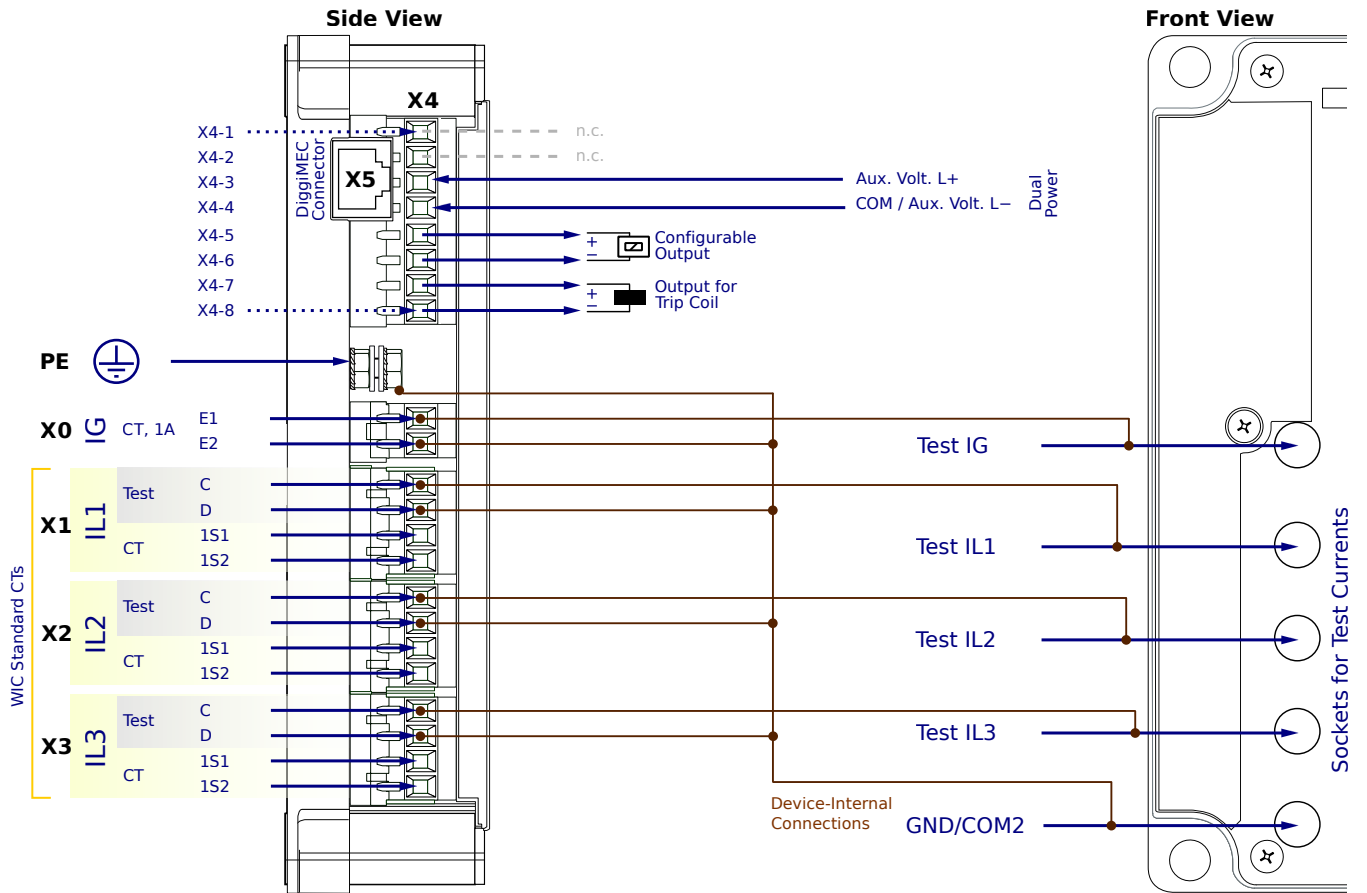 Side View
Front View
X4
X4-1
n.c.
X4-2
n.c.
X4-3
X4-4
X4-5
X4-6
X4-7
X4-8
DiggiMEC
Connector
X5
Aux. Volt. L+
COM / Aux. Volt. L−
Dual
Power
+
−
Configurable
Output
+
−
Output for
Trip Coil
PE
X0
IG
CT, 1A
E1
E2
Test IG
WIC Standard CTs
X1
IL1
Test
C
D
CT
1S1
1S2
Test IL1
X2
IL2
Test
C
D
CT
1S1
1S2
Test IL2
X3
IL3
Test
C
D
CT
1S1
1S2
Test IL3
Device-Internal
Connections
GND/COM2
Sockets for Test Currents